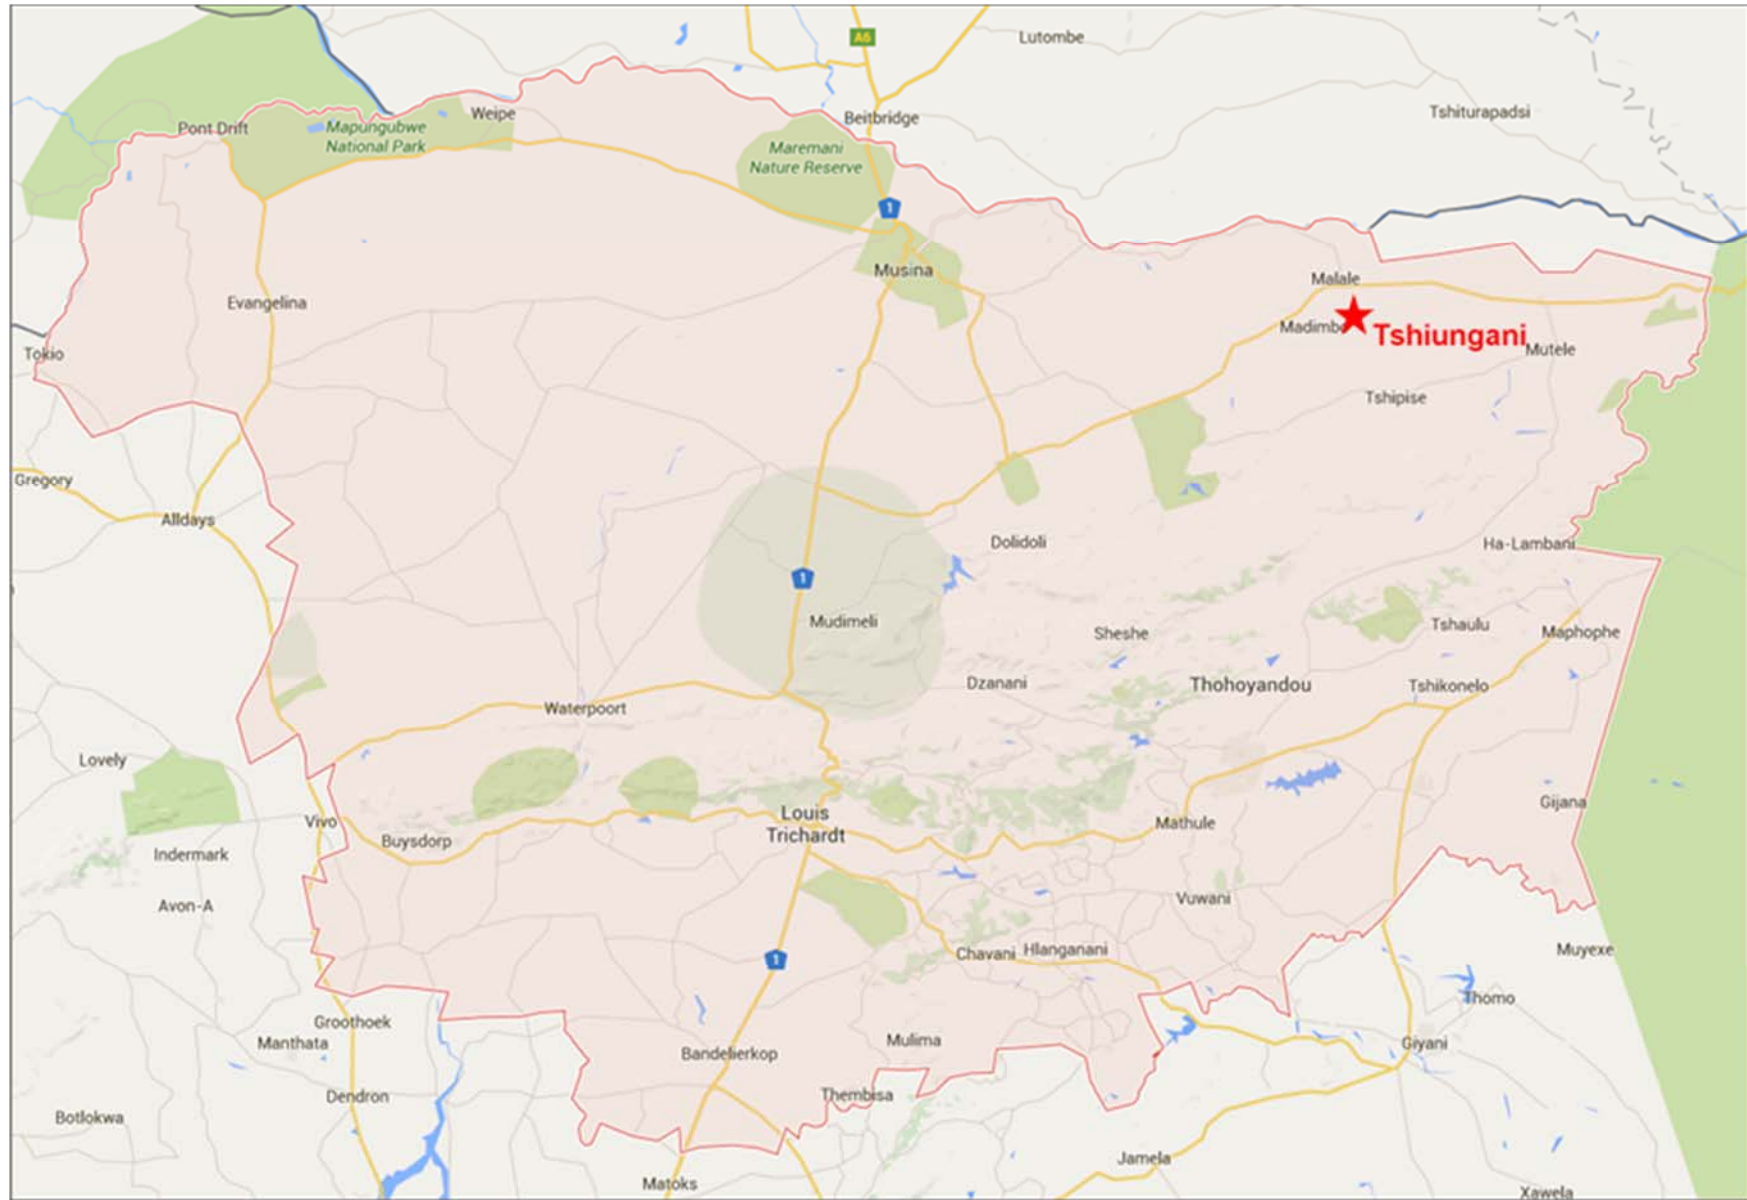 A6
Lutombe
Tshiturapadsi
Weipe
Beitbridge
Pont Drift
Mapungubwe
National Park
Maremani
Nature Reserve
1
Musina
Malale
Evangelina
Madimbo
Tshiungani
Mutele
Tokio
Tshipise
Gregory
Alldays
Dolidoli
Ha-Lambani
1
Mudimeli
Sheshe
Tshaulu
Maphophe
Dzanani
Thohoyandou
Tshikonelo
Waterpoort
Lovely
Gijana
Vivo
Louis
Trichardt
Mathule
Buysdorp
Indermark
Avon-A
Vuwani
Chavani
Hlanganani
Muyexe
1
Thomo
Groothoek
Manthata
Bandelierkop
Mulima
Giyani
Dendron
Thembisa
Botlokwa
Jamela
Matoks
Xawela